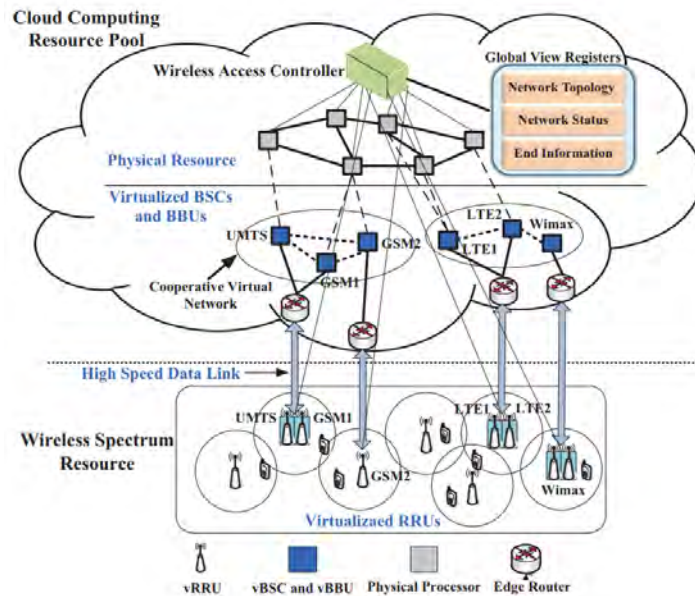 Cloud Computing
Resource Pool
Wireless Access Controller
Global View Registers
Network Topology
Network Status
End Information
Physical Resource
Virtualized BSCs
and BBUs
UMTS
GSM2
GSM1
LTE2
LTE1
Wimax
Cooperative Virtual
Network
High Speed Data Link
UMTS
GSM1
LTE1
LTE2
Wireless Spectrum
Resource
GSM2
Wimax
Virtualizaed RRUs
vRRU
vBSC and vBBU
Physical Processor
Edge Router